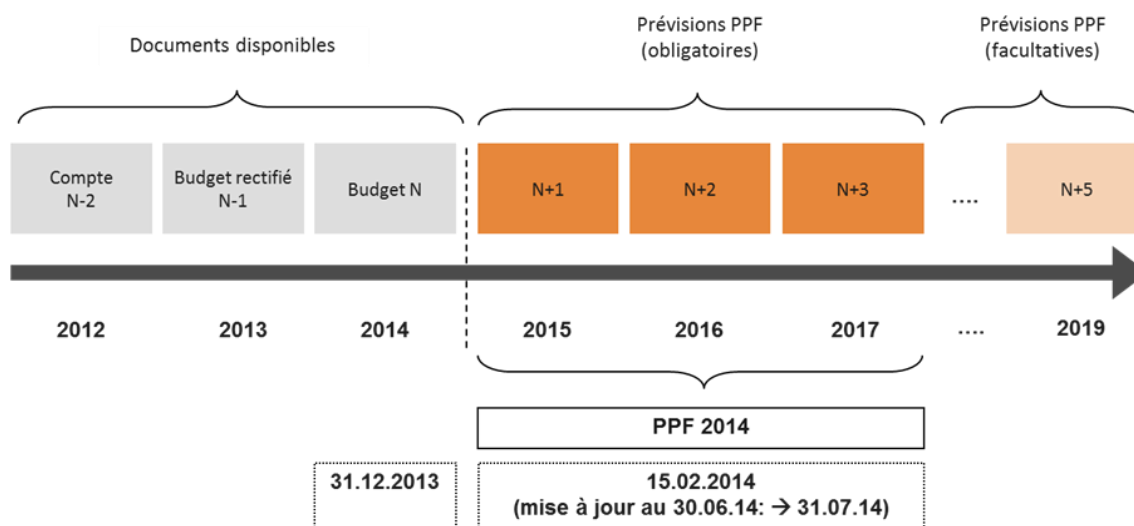 Documents disponibles
Prévisions PPF
(obligatoires)
Prévisions PPF
(facultatives)
Compte
N-2
Budget rectifié
N-1
Budget N
N+1
N+2
N+3
....
N+5
2012
2013
2014
2015
2016
2017
....
2019
PPF 2014
31.12.2013
15.02.2014
(mise à jour au 30.06.14: → 31.07.14)